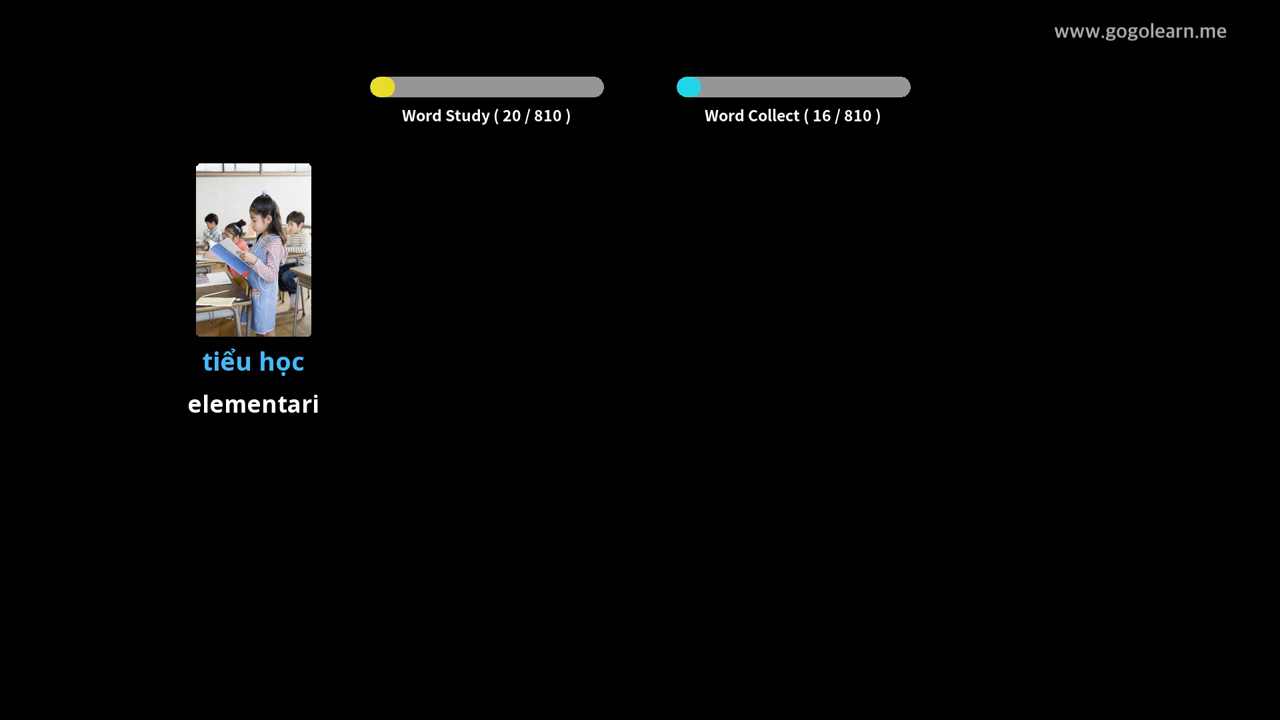 www.gogolearn.me
Word Study ( 20 / 810 )
Word Collect ( 16 / 810 )
tiểu học
elementari